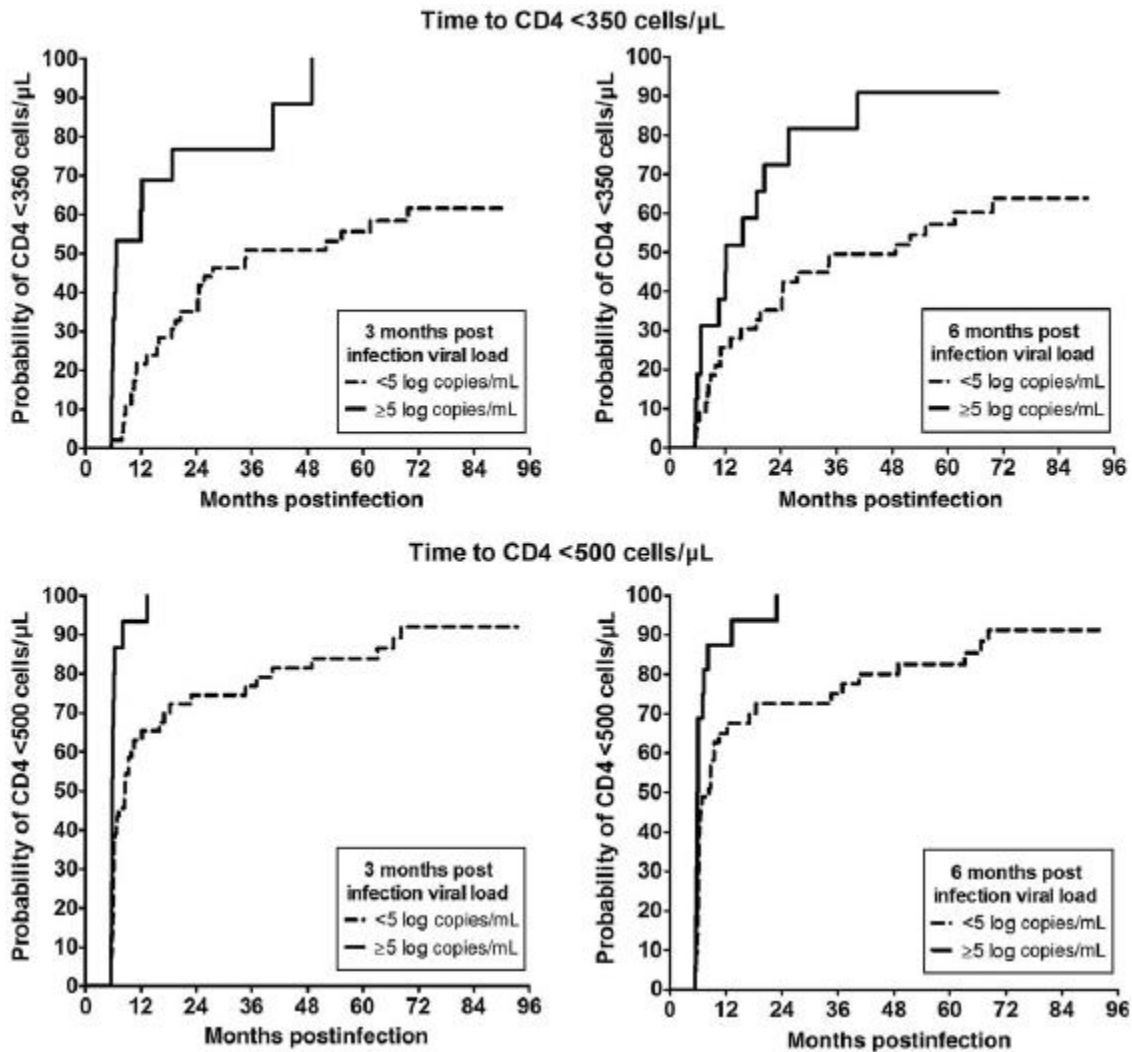 Time to CD4 <350 cells/µL
Probability of CD4 <350 cells/µL
100
90
80
70
60
50
40
30
20
10
0
0 12 24 36 48 60 72 84 96
Months postinfection
3 months post
infection viral load
<5 log copies/mL
≥5 log copies/mL
Probability of CD4 <350 cells/µL
100
90
80
70
60
50
40
30
20
10
0
0 12 24 36 48 60 72 84 96
Months postinfection
6 months post
infection viral load
<5 log copies/mL
≥5 log copies/mL
Time to CD4 <500 cells/µL
Probability of CD4 <500 cells/µL
100
90
80
70
60
50
40
30
20
10
0
0 12 24 36 48 60 72 84 96
Months postinfection
3 months post
infection viral load
<5 log copies/mL
≥5 log copies/mL
Probability of CD4 <500 cells/µL
100
90
80
70
60
50
40
30
20
10
0
0 12 24 36 48 60 72 84 96
Months postinfection
6 months post
infection viral load
<5 log copies/mL
≥5 log copies/mL